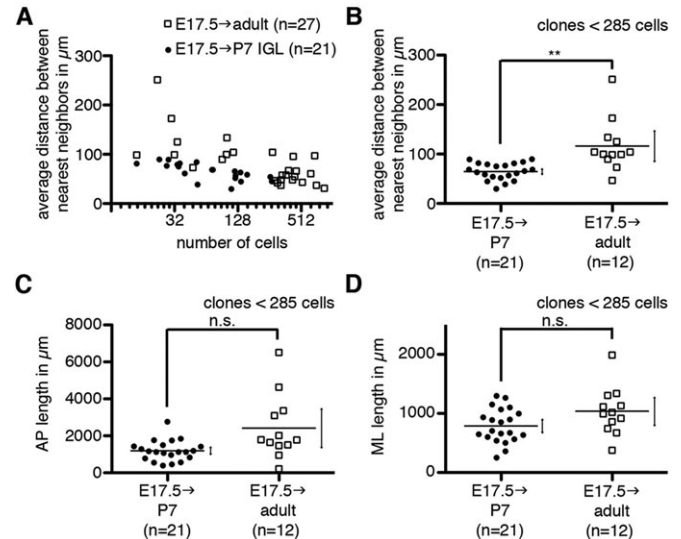 A
□ E17.5→adult (n=27)
● E17.5→P7 IGL (n=21)
average distance between
nearest neighbors in µm
300
200
100
0
32
128
512
number of cells
B
clones < 285 cells
**
average distance between
nearest neighbors in µm
300
200
100
0
E17.5→
P7
(n=21)
E17.5→
adult
(n=12)
C
clones < 285 cells
n.s.
AP length in µm
8000
6000
4000
2000
0
E17.5→
P7
(n=21)
E17.5→
adult
(n=12)
D
clones < 285 cells
n.s.
ML length in µm
2000
1000
0
E17.5→
P7
(n=21)
E17.5→
adult
(n=12)